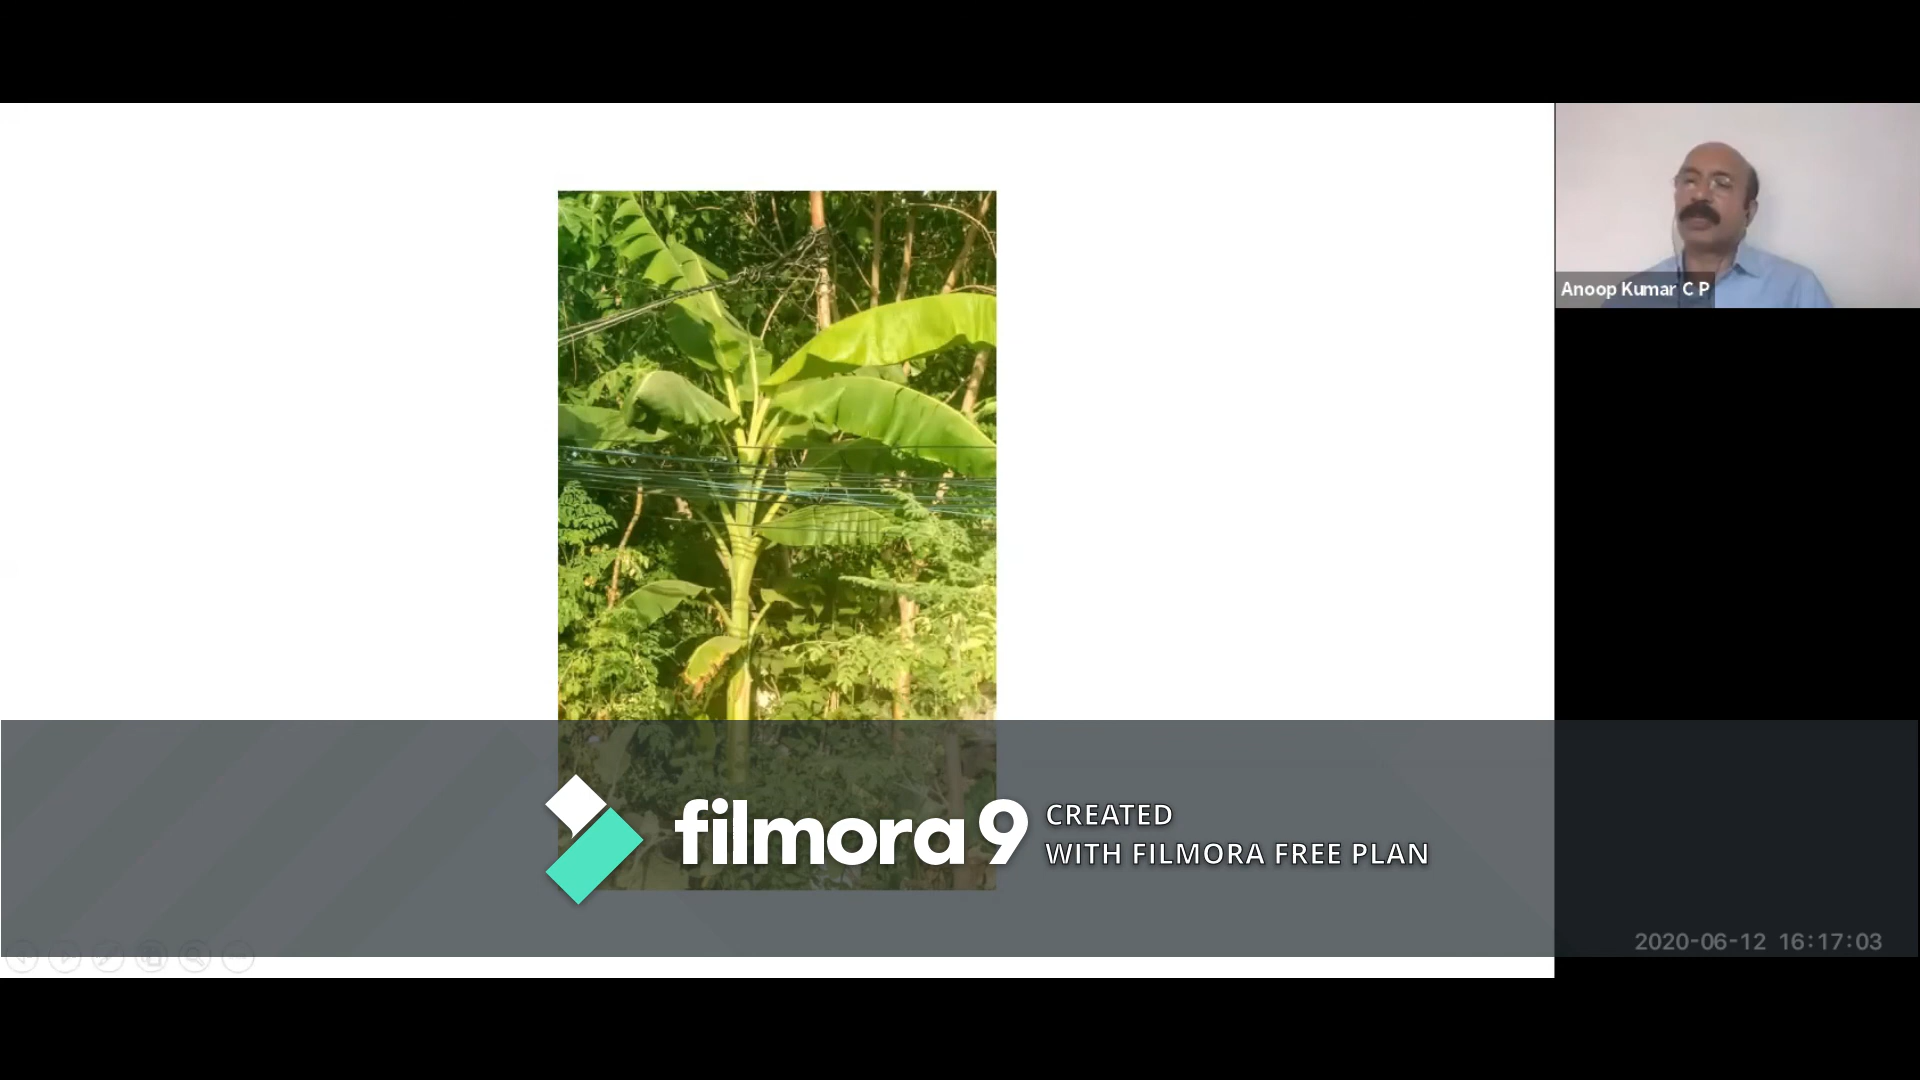 Anoop Kumar C P
filmora9
CREATED
WITH FILMORA FREE PLAN
2020-06-12 16:17:03